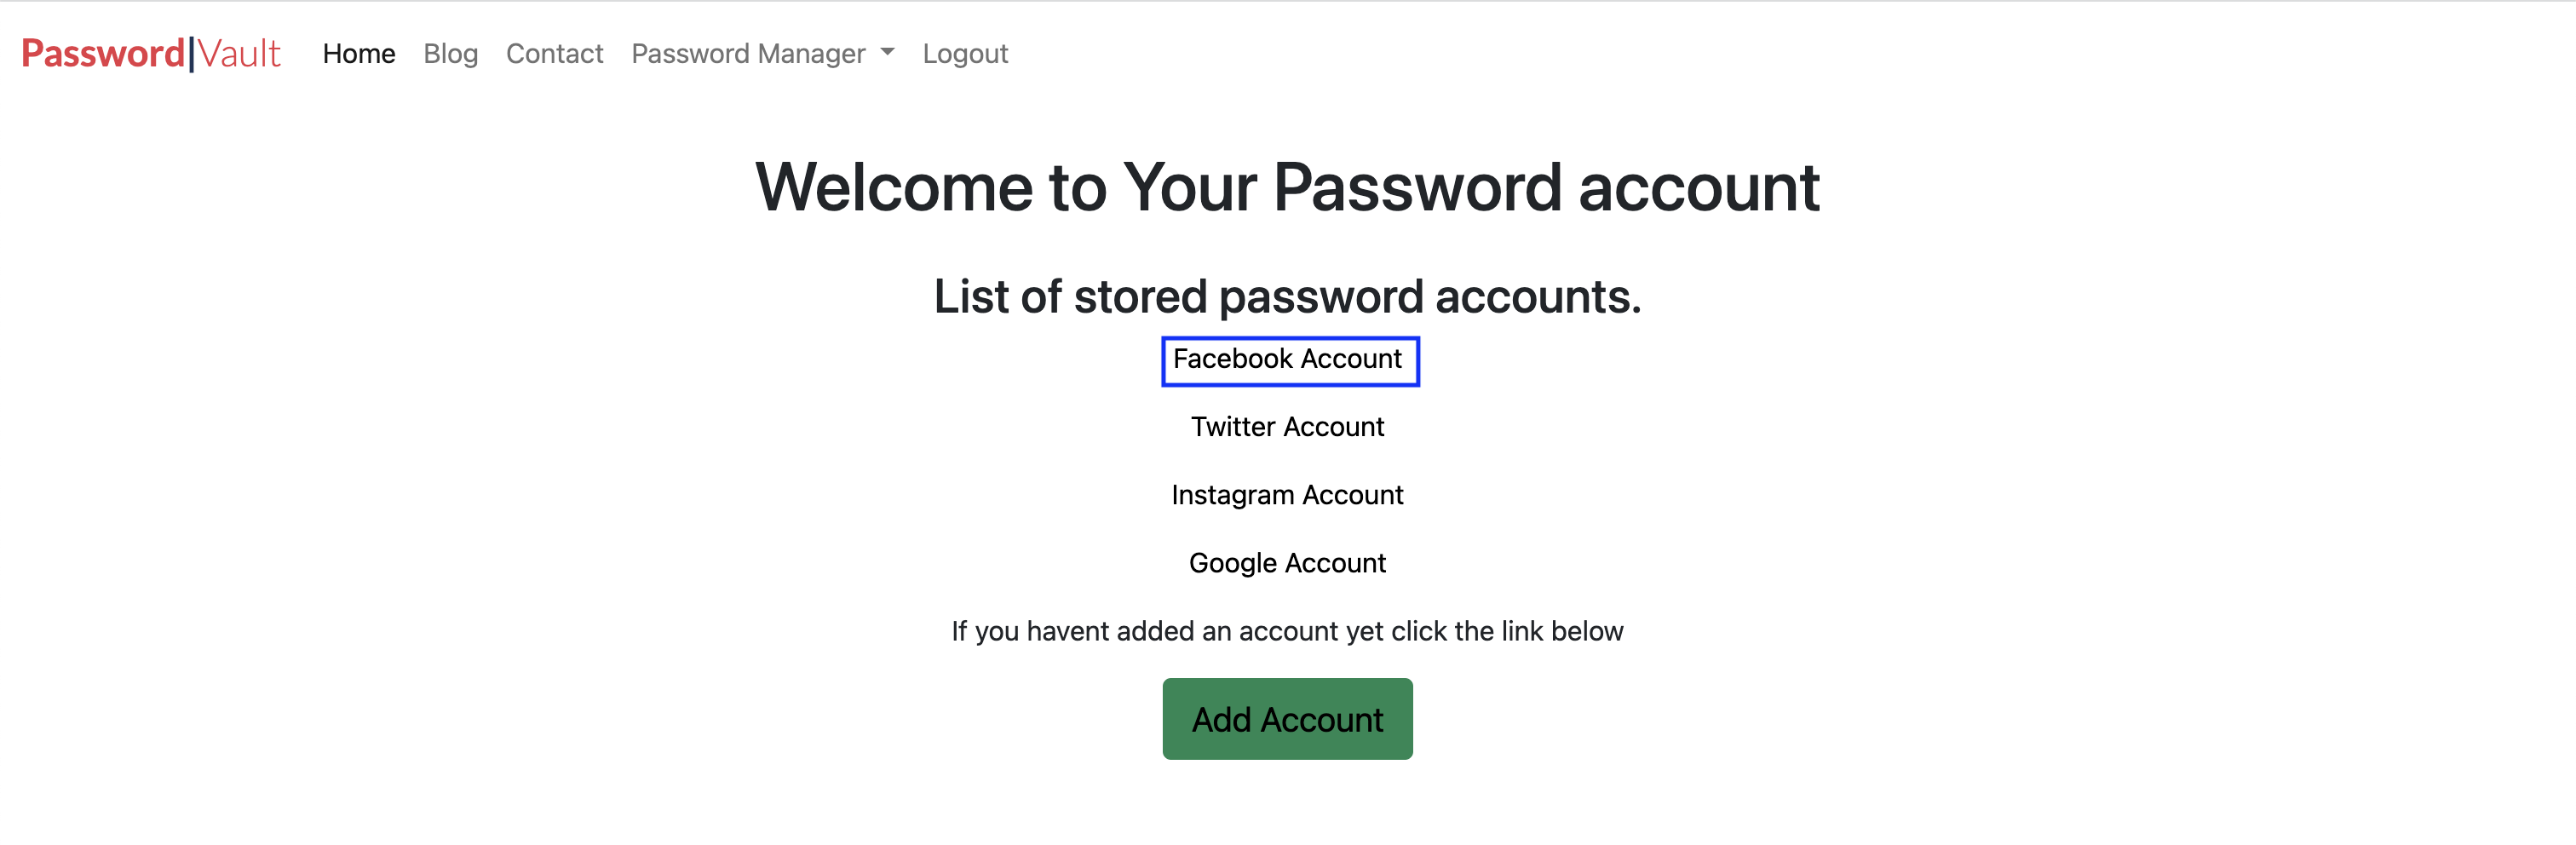 Password|Vault Home Blog Contact Password Manager Logout
Welcome to Your Password account
List of stored password accounts.
Facebook Account
Twitter Account
Instagram Account
Google Account
If you havent added an account yet click the link below
Add Account